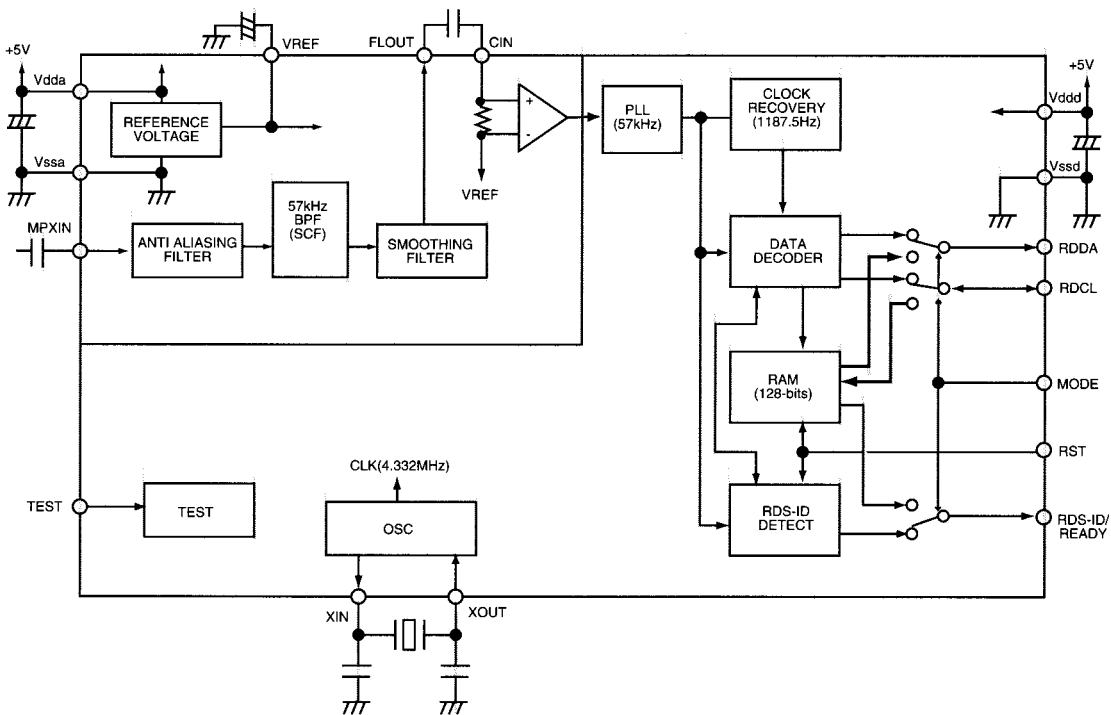 VREF
FLOUT
CIN
+5V
Vdda
REFERENCE
VOLTAGE
Vssa
+
-
VREF
PLL
(57kHz)
CLOCK
RECOVERY
(1187.5Hz)
+5V
Vddd
Vssd
MPXIN
ANTI ALIASING
FILTER
57kHz
BPF
(SCF)
SMOOTHING
FILTER
DATA
DECODER
RDDA
RDCL
RAM
(128-bits)
MODE
RST
CLK(4.332MHz)
TEST
TEST
OSC
RDS-ID
DETECT
RDS-ID/
READY
XIN
XOUT